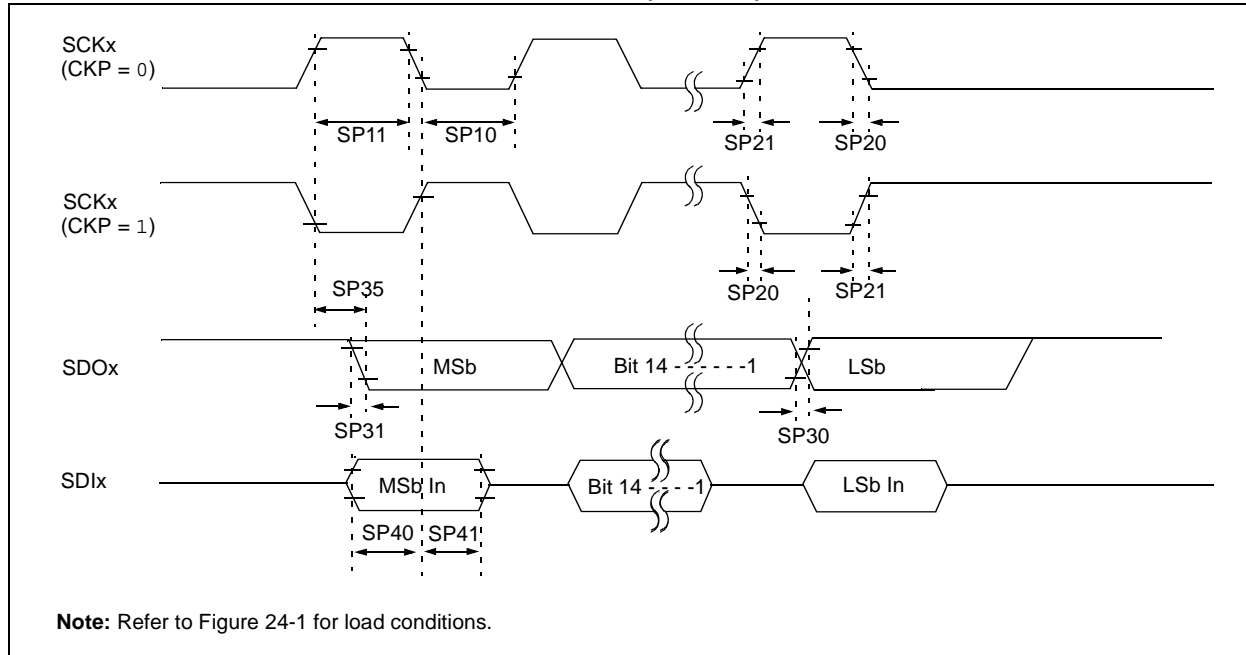 SCKx
(CKP = 0)
SP11
SP10
SP21
SP20
SCKx
(CKP = 1)
SP35
SP20
SP21
SDOx
MSb
Bit 14 - - - - - -1
LSb
SP31
SP30
SDIx
MSb In
Bit 14 - - - -1
LSb In
SP40
SP41
Note: Refer to Figure 24-1 for load conditions.